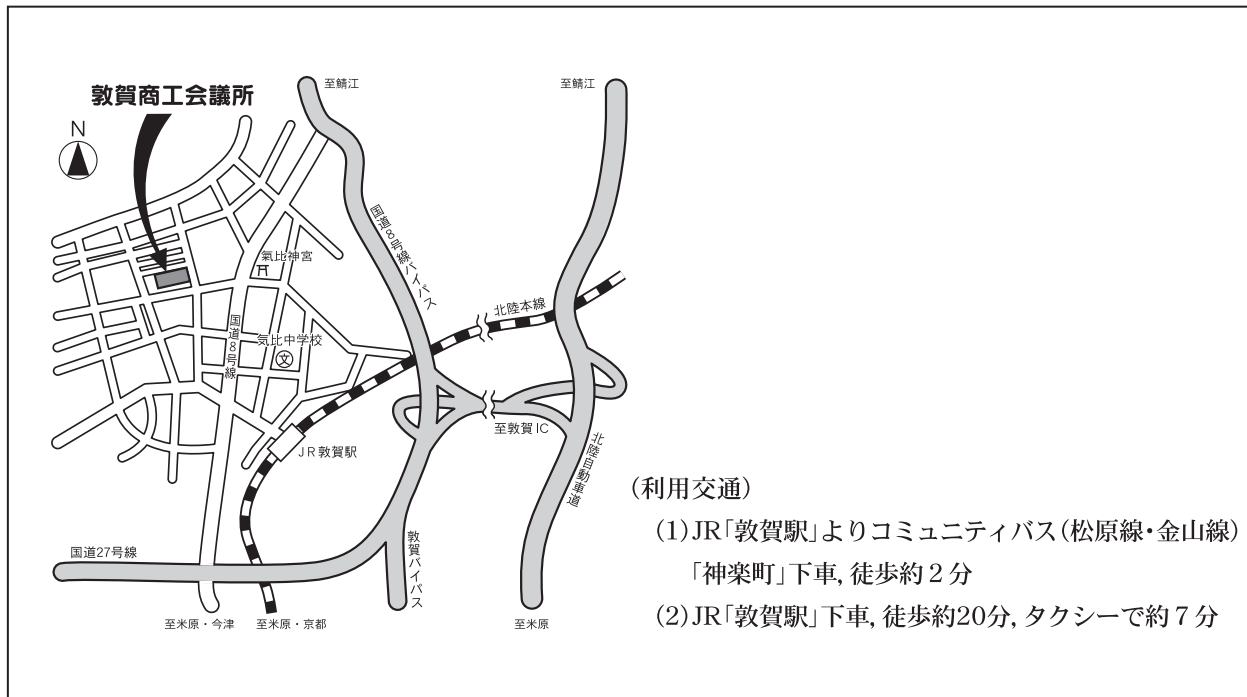 至鯖江
至鯖江
敦賀商工会議所
N
国道8号線バイパス
氣比神宮
北陸本線
国道8号線
気比中学校
文
至敦賀IC
北陸自動車道
JR敦賀駅
(利用交通)
(1)JR「敦賀駅」よりコミュニティバス(松原線・金山線)
「神楽町」下車, 徒歩約2分
(2)JR「敦賀駅」下車, 徒歩約20分, タクシーで約7分
国道27号線
敦賀バイパス
至米原・今津
至米原・京都
至米原